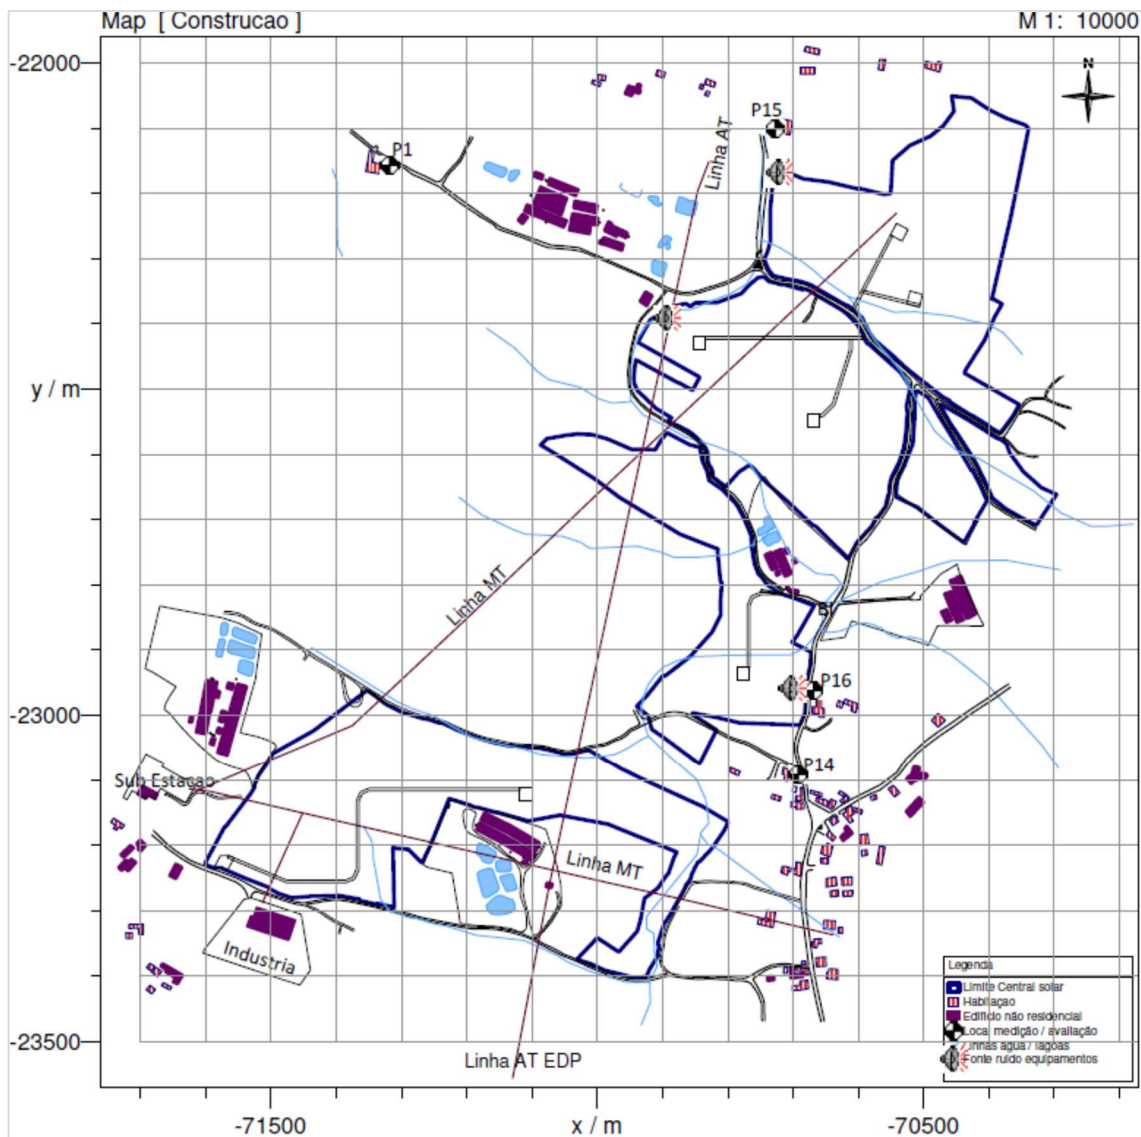 Map [ Construcao ]
M 1: 10000
-22000
N
P15
P1
Linha AT
y / m
Linha MT
P16
-23000
P14
Sub Estacao
Linha MT
Industria
Legenda
Limite Central solar
Habilaçao
Edificio não residencial
Local medição / avaliação
Linhas agua / lagoas
Fonte ruido equipamentos
-23500
Linha AT EDP
-71500
x / m
-70500